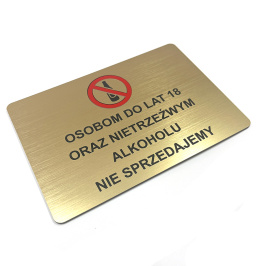 OSOBOM DO LAT 18
ORAZ NIETRZEŹWYM
ALKOHOLU
NIE SPRZEDAJEMY